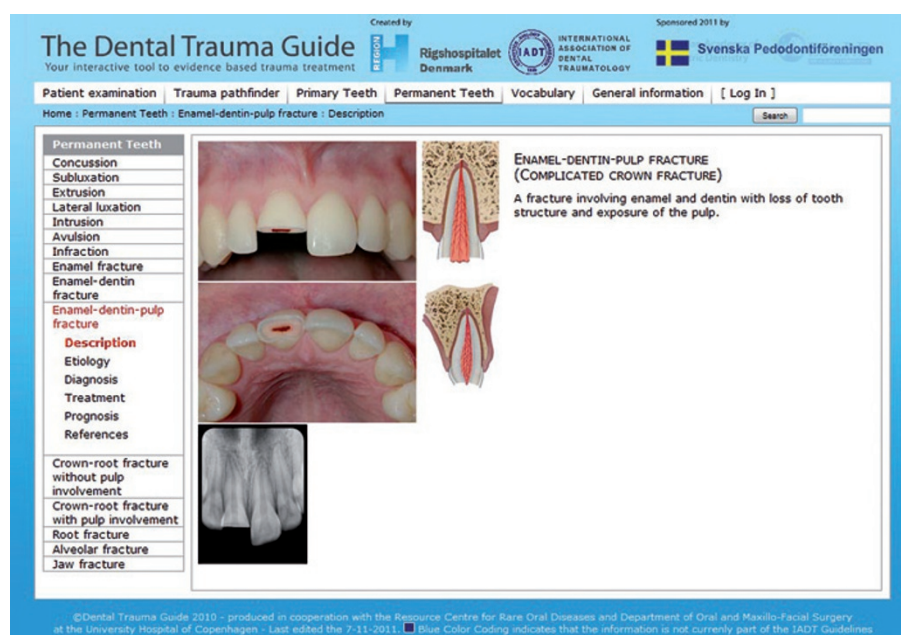 Created by
Sponsored 2011 by
The Dental Trauma Guide
Your interactive tool to evidence based trauma treatment
REGION
H
Rigshospitalet
Denmark
IADT
INTERNATIONAL
ASSOCIATION OF
DENTAL
TRAUMATOLOGY
Svenska Pedodontiföreningen
Patient examination
Trauma pathfinder
Primary Teeth
Permanent Teeth
Vocabulary
General information
[ Log In ]
Home : Permanent Teeth : Enamel-dentin-pulp fracture : Description
Search
Permanent Teeth
Concussion
Subluxation
Extrusion
Lateral luxation
Intrusion
Avulsion
Infraction
Enamel fracture
Enamel-dentin
fracture
Enamel-dentin-pulp
fracture
Description
Etiology
Diagnosis
Treatment
Prognosis
References
Crown-root fracture
without pulp
involvement
Crown-root fracture
with pulp involvement
Root fracture
Alveolar fracture
Jaw fracture
ENAMEL-DENTIN-PULP FRACTURE
(COMPLICATED CROWN FRACTURE)
A fracture involving enamel and dentin with loss of tooth
structure and exposure of the pulp.
©Dental Trauma Guide 2010 - produced in cooperation with the Resource Centre for Rare Oral Diseases and Department of Oral and Maxillo-Facial Surgery
at the University Hospital of Copenhagen - Last edited the 7-11-2011. Blue Color Coding indicates that the information is not currenly part of the IADT Guidelines